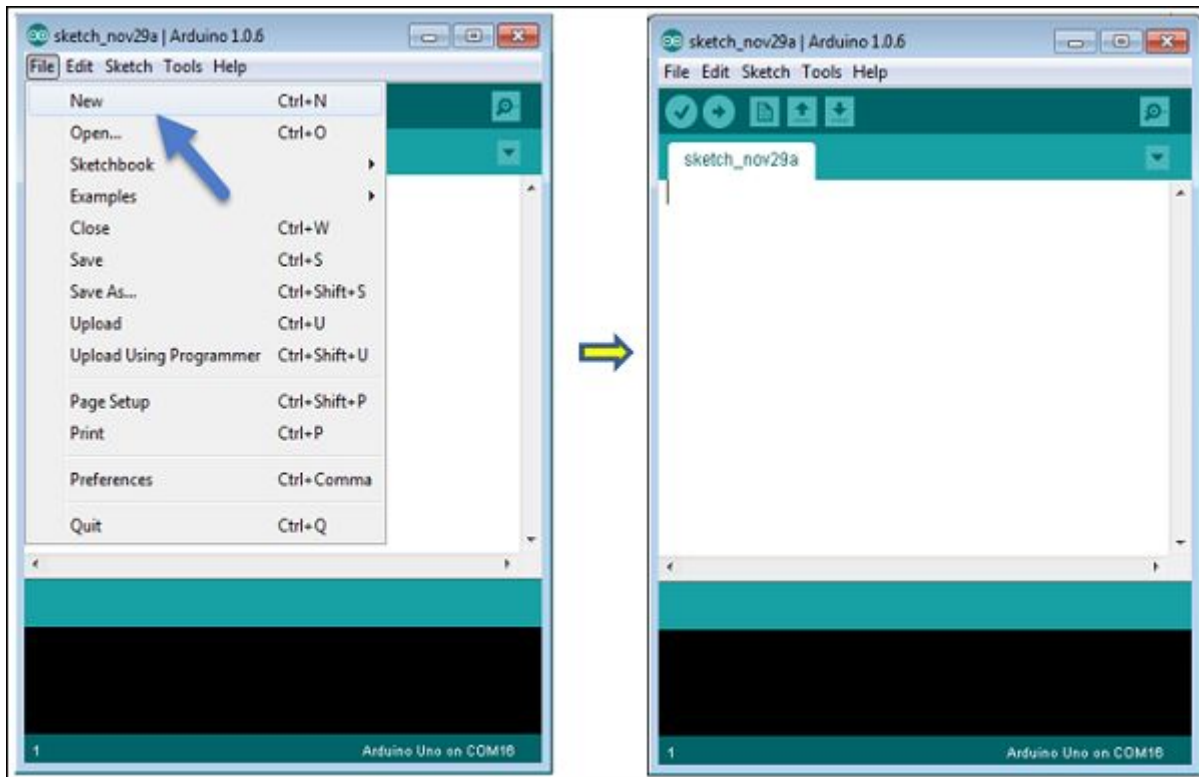 sketch_nov29a | Arduino 1.0.6
File Edit Sketch Tools Help
New Ctrl+N
Open... Ctrl+O
Sketchbook
Examples
Close Ctrl+W
Save Ctrl+S
Save As... Ctrl+Shift+S
Upload Ctrl+U
Upload Using Programmer Ctrl+Shift+U
Page Setup Ctrl+Shift+P
Print Ctrl+P
Preferences Ctrl+Comma
Quit Ctrl+Q
1 Arduino Uno on COM16
sketch_nov29a | Arduino 1.0.6
File Edit Sketch Tools Help
sketch_nov29a
1 Arduino Uno on COM16